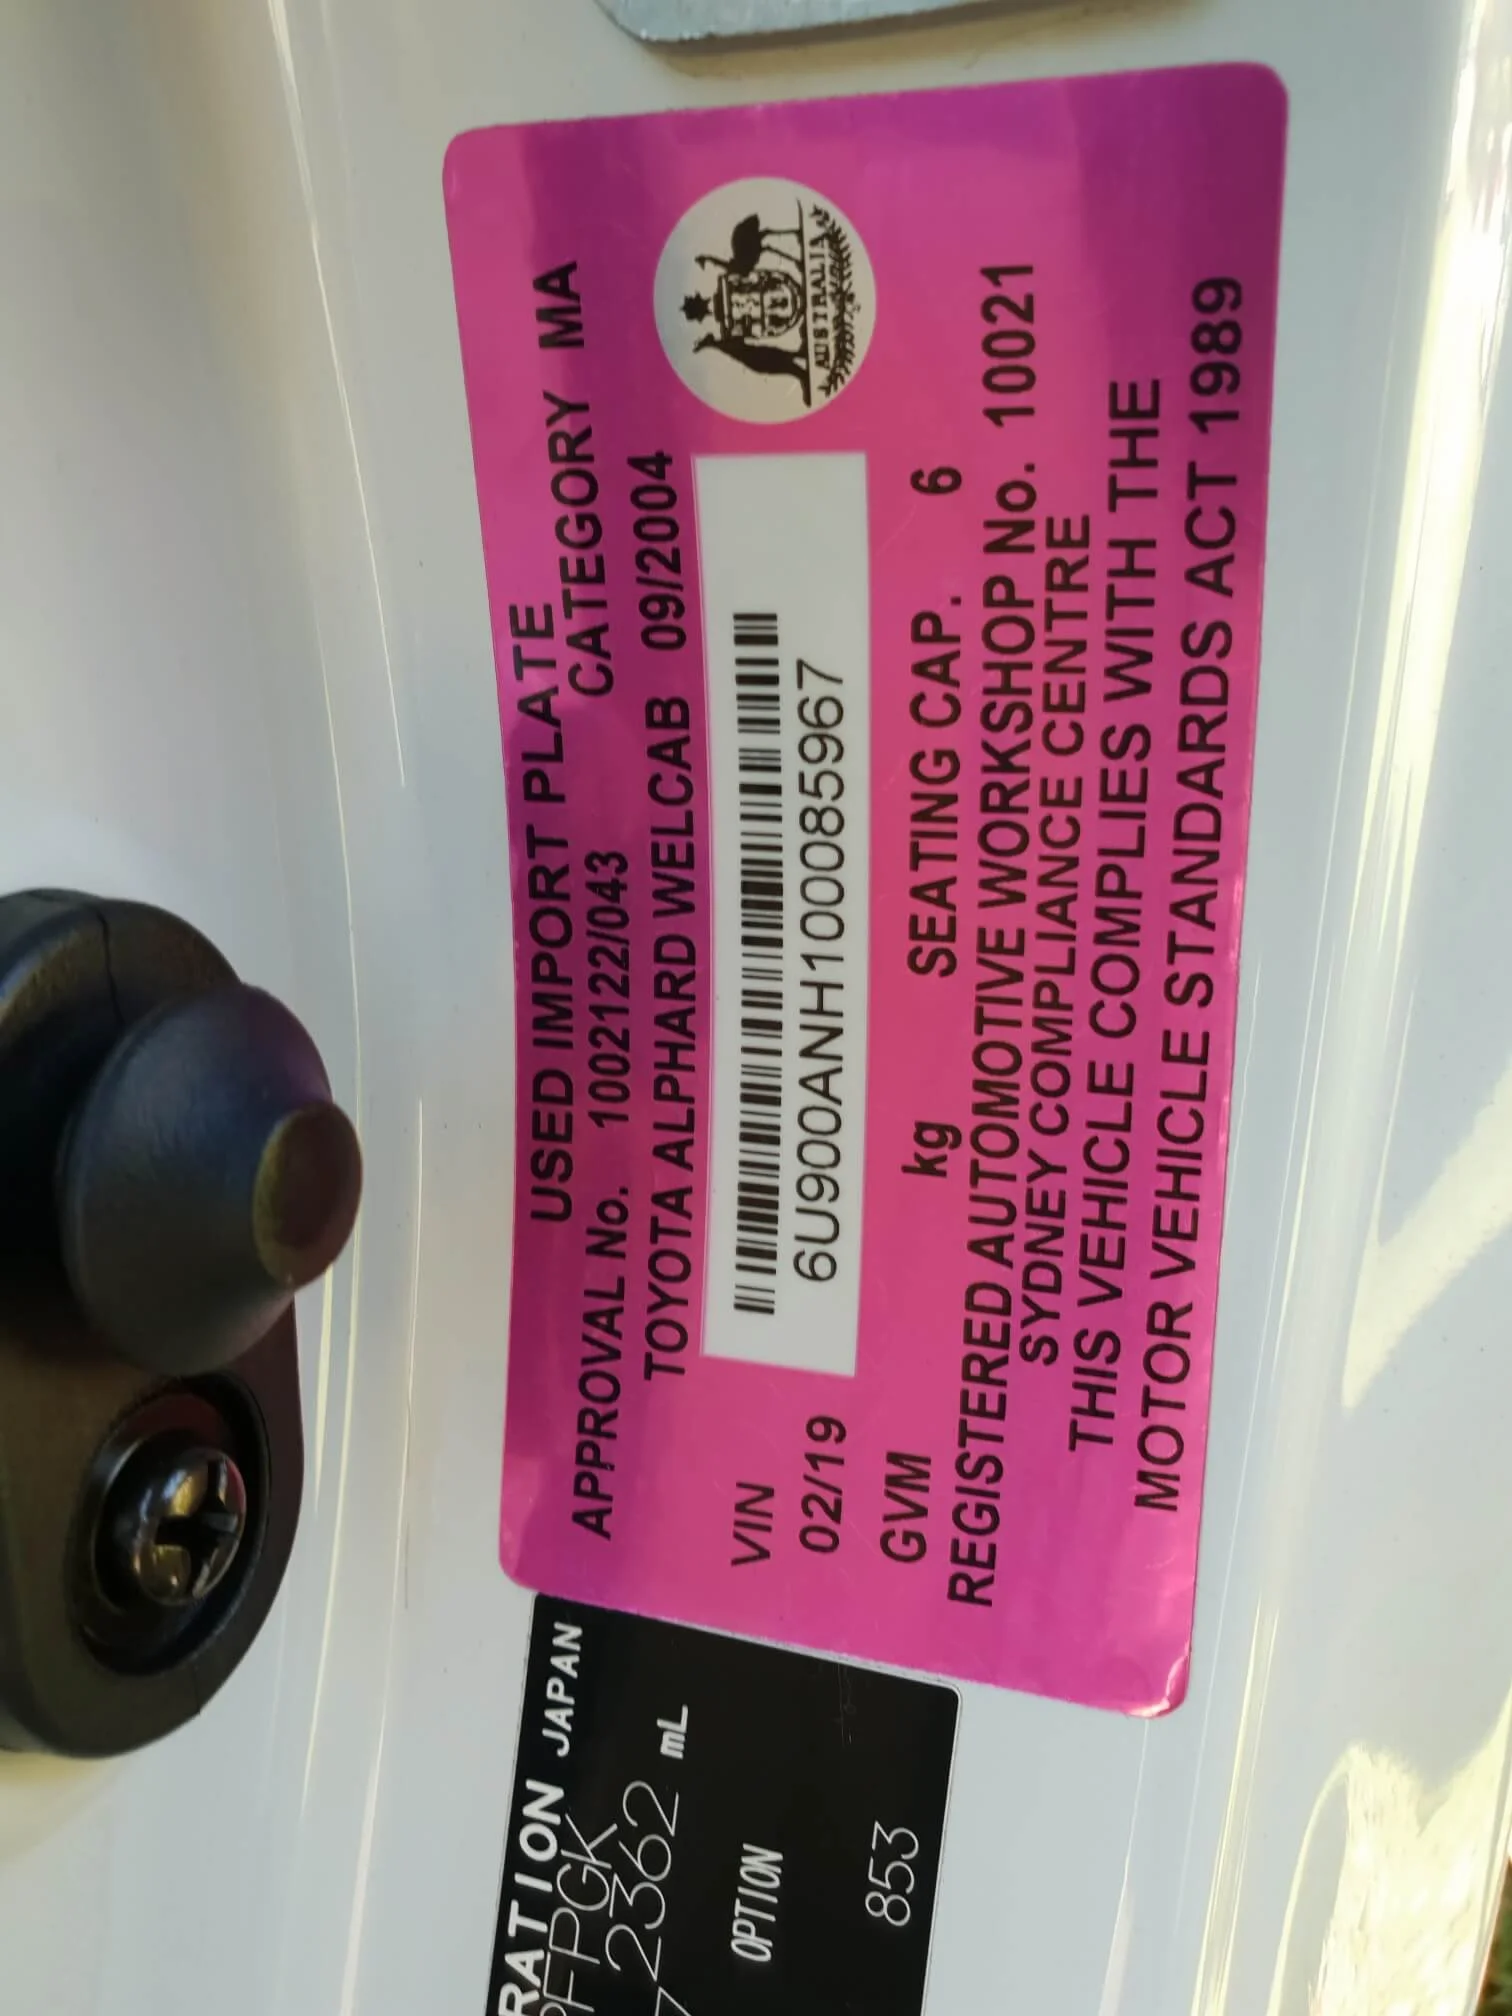 USED IMPORT PLATE
APPROVAL No. 1002122/043 CATEGORY MA
TOYOTA ALPHARD WELCAB 09/2004
AUSTRALIA
VIN
02/19
6U900ANH100085967
GVM kg SEATING CAP. 6
REGISTERED AUTOMOTIVE WORKSHOP No. 10021
SYDNEY COMPLIANCE CENTRE
THIS VEHICLE COMPLIES WITH THE
MOTOR VEHICLE STANDARDS ACT 1989
RATION JAPAN
PFPGK
2362 mL
OPTION
853